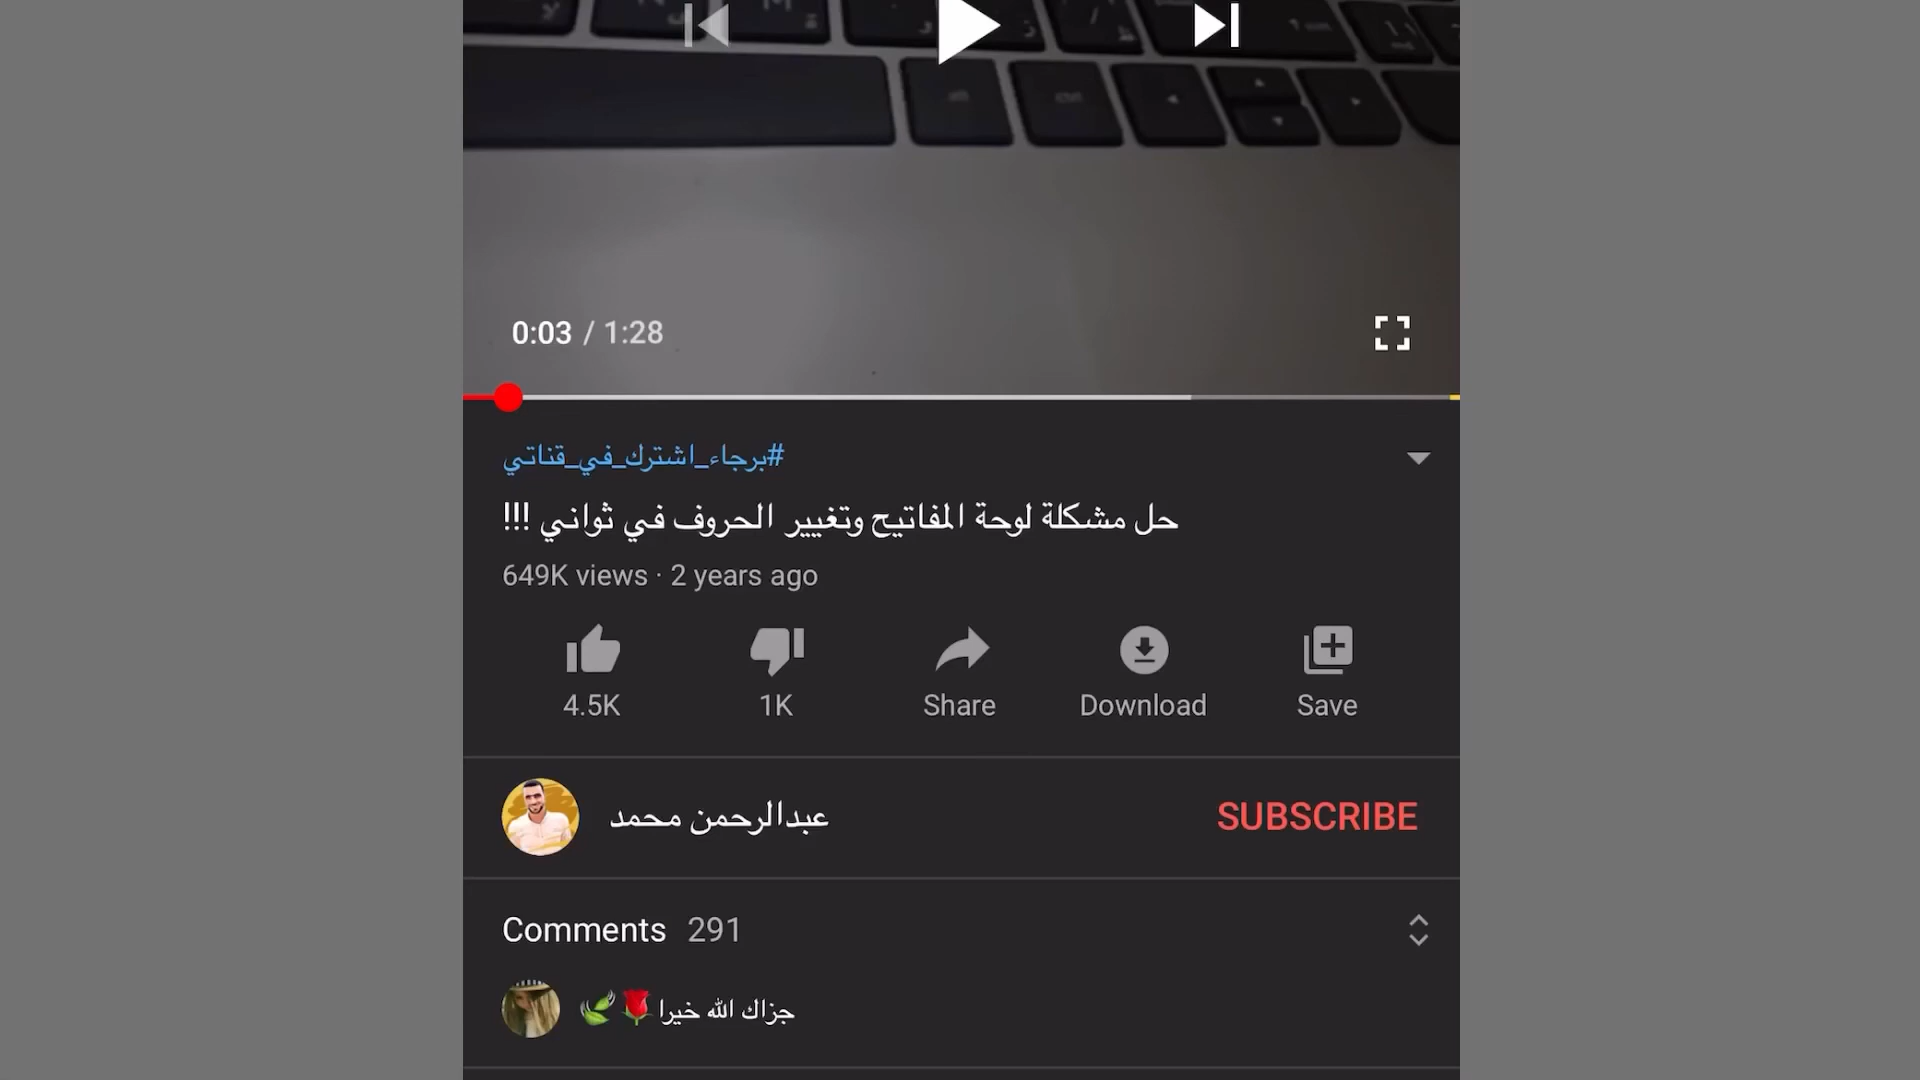 0:03 / 1:28
#برجاء_اشترك_في_قناتي
حل مشكلة لوحة المفاتيح وتغيير الحروف في ثواني !!!
649K views · 2 years ago
4.5K
1K
Share
Download
Save
عبدالرحمن محمد
SUBSCRIBE
Comments 291
جزاك الله خيرا🌹🍃